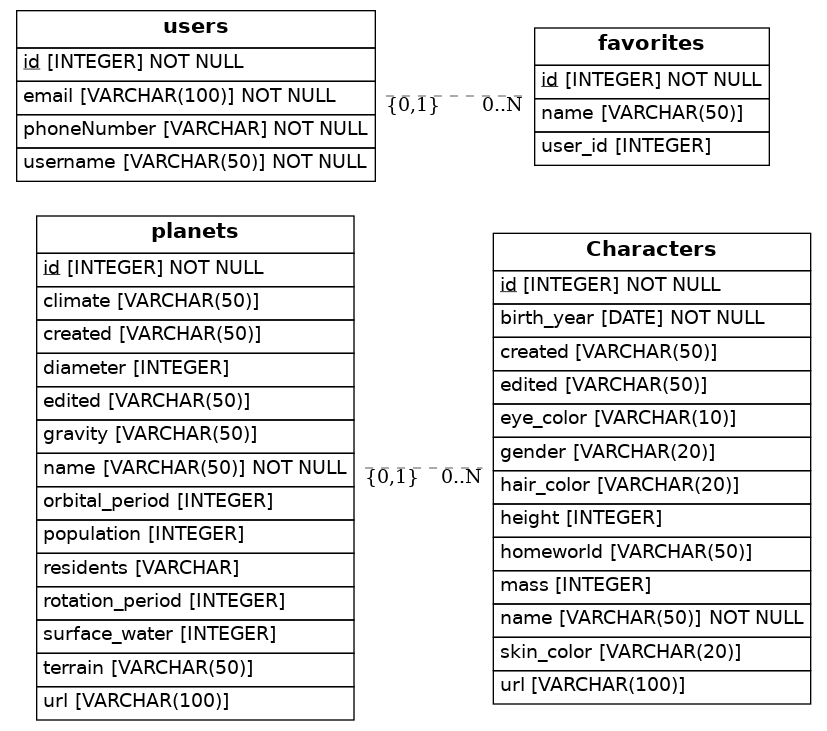 users
id [INTEGER] NOT NULL
email [VARCHAR(100)] NOT NULL
phoneNumber [VARCHAR] NOT NULL
username [VARCHAR(50)] NOT NULL
{0,1}
0..N
favorites
id [INTEGER] NOT NULL
name [VARCHAR(50)]
user_id [INTEGER]
planets
id [INTEGER] NOT NULL
climate [VARCHAR(50)]
created [VARCHAR(50)]
diameter [INTEGER]
edited [VARCHAR(50)]
gravity [VARCHAR(50)]
name [VARCHAR(50)] NOT NULL
orbital_period [INTEGER]
population [INTEGER]
residents [VARCHAR]
rotation_period [INTEGER]
surface_water [INTEGER]
terrain [VARCHAR(50)]
url [VARCHAR(100)]
{0,1}
0..N
Characters
id [INTEGER] NOT NULL
birth_year [DATE] NOT NULL
created [VARCHAR(50)]
edited [VARCHAR(50)]
eye_color [VARCHAR(10)]
gender [VARCHAR(20)]
hair_color [VARCHAR(20)]
height [INTEGER]
homeworld [VARCHAR(50)]
mass [INTEGER]
name [VARCHAR(50)] NOT NULL
skin_color [VARCHAR(20)]
url [VARCHAR(100)]